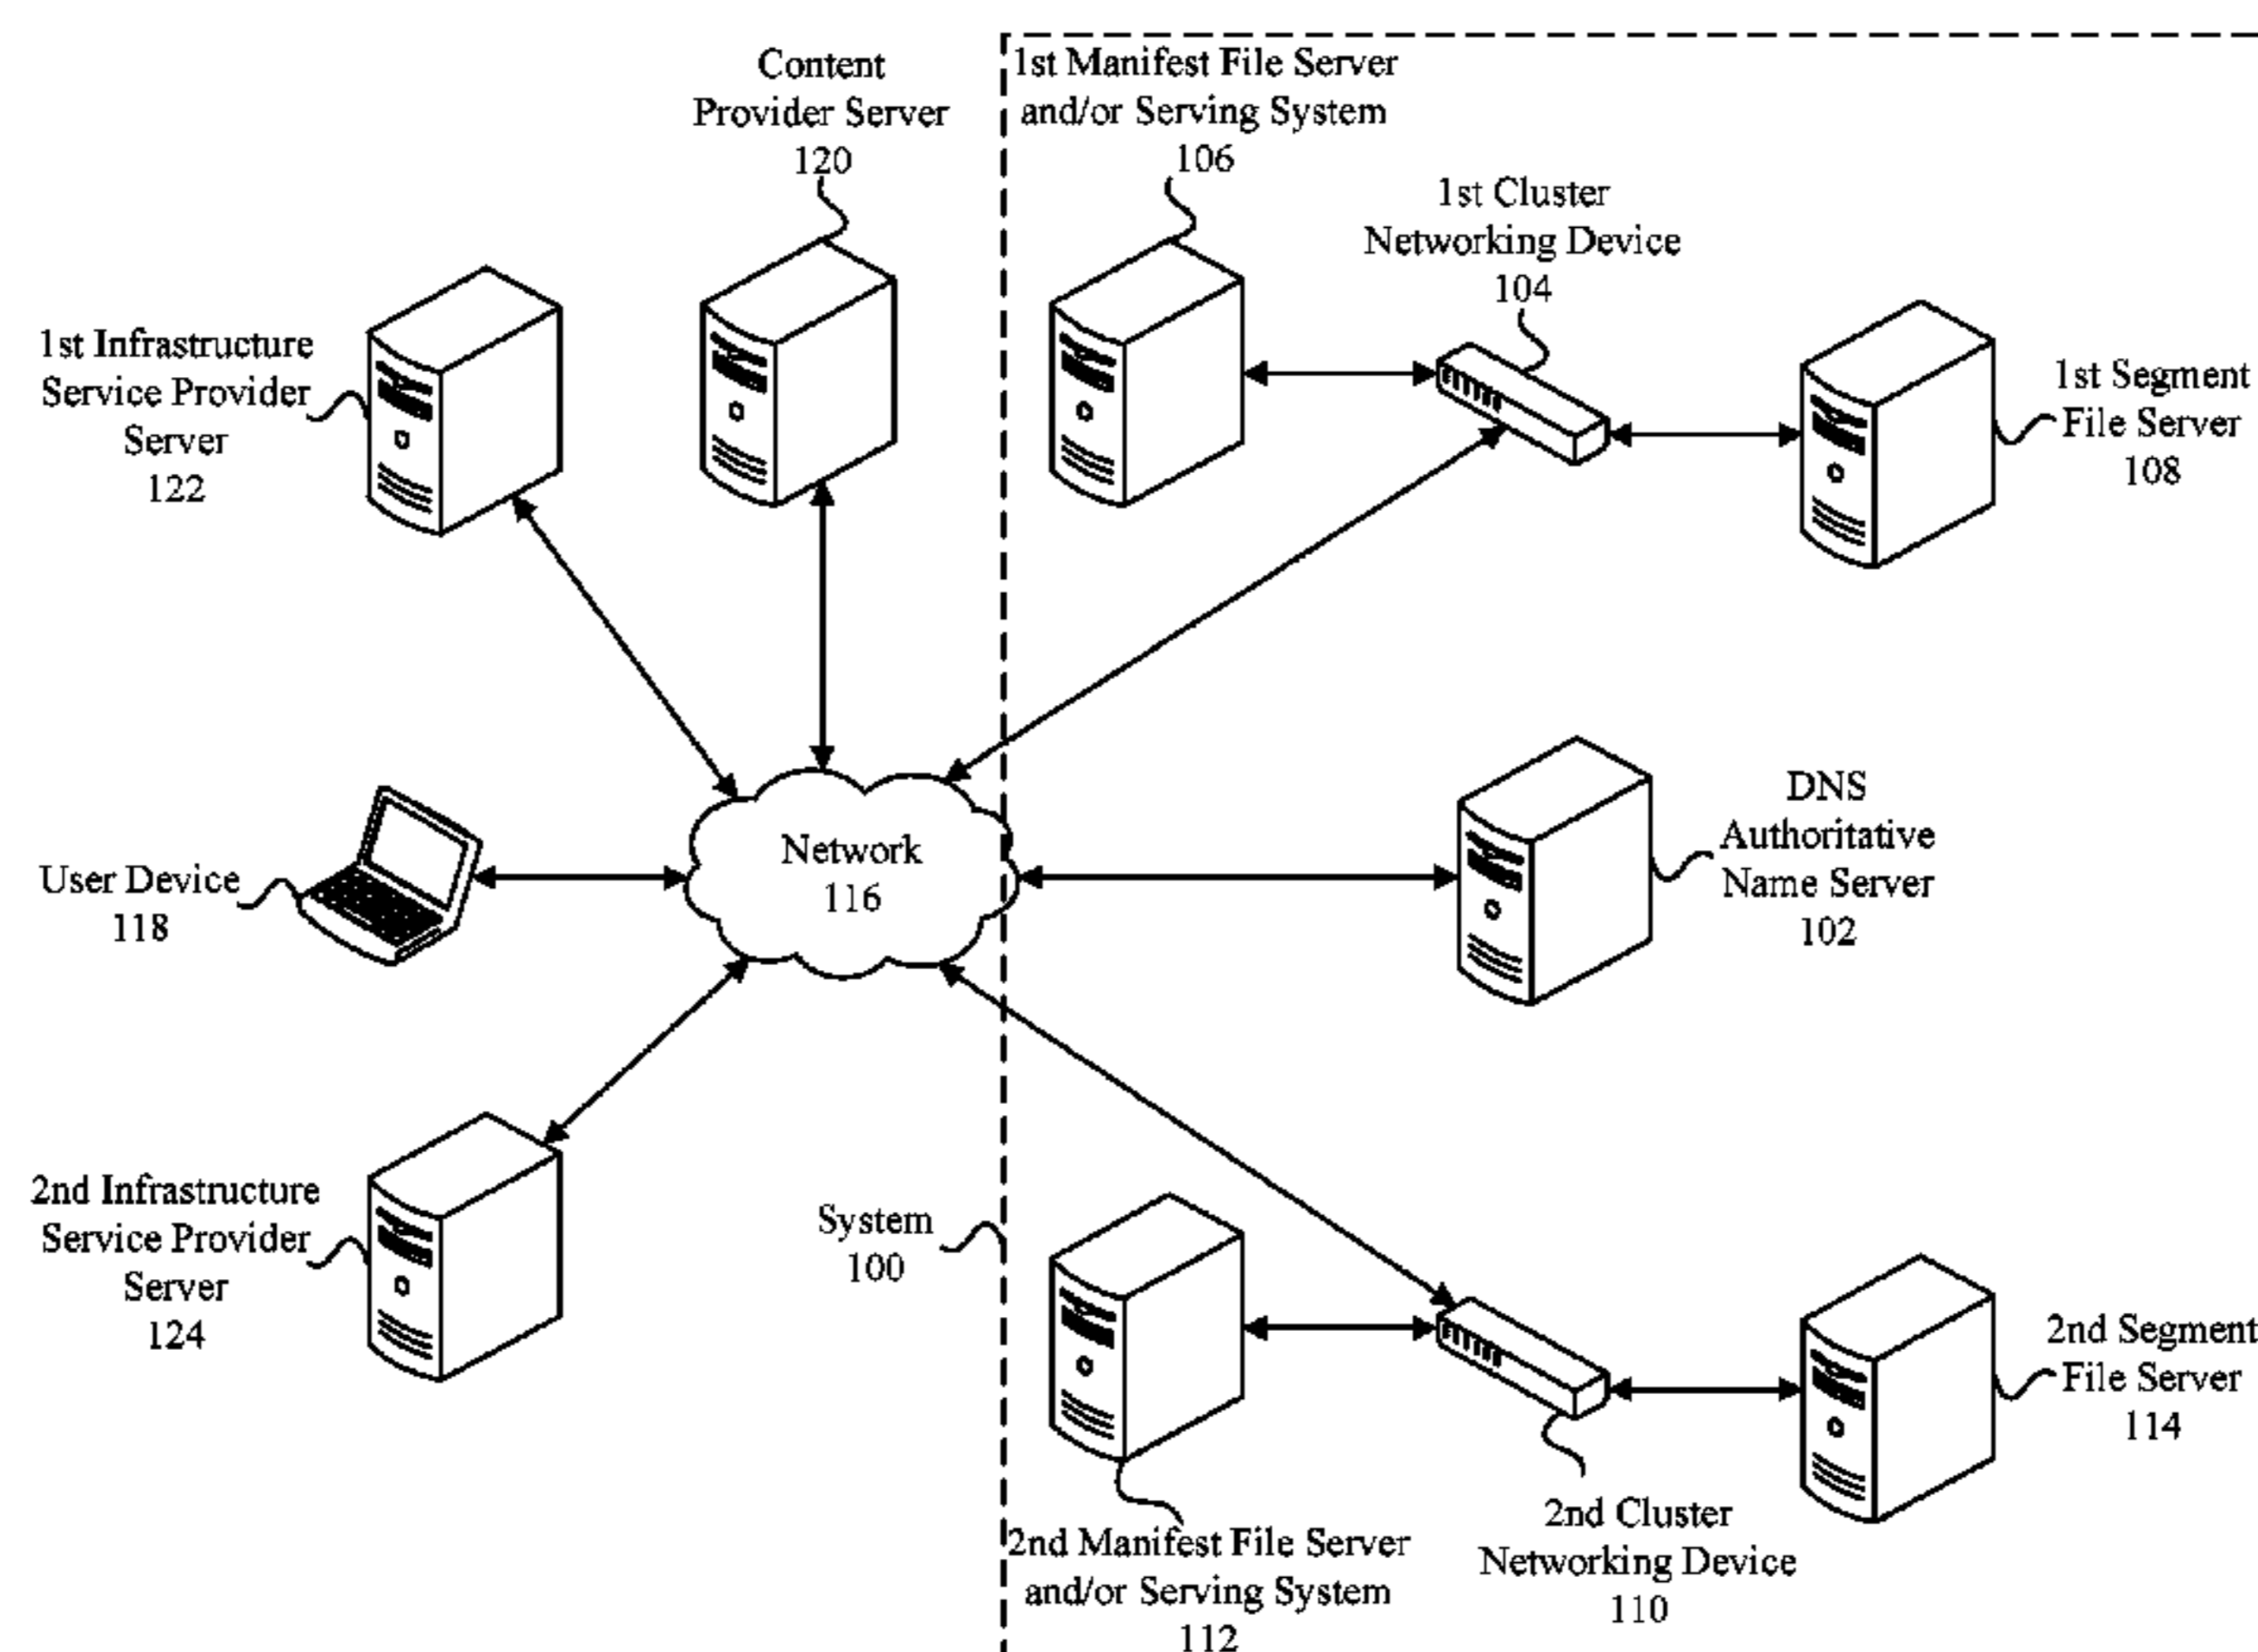 Content
Provider Server
120
1st Manifest File Server
and/or Serving System
106
1st Cluster
Networking Device
104
1st Infrastructure
Service Provider
Server
122
1st Segment
File Server
108
User Device
118
Network
116
DNS
Authoritative
Name Server
102
2nd Infrastructure
Service Provider
Server
124
System
100
2nd Segment
File Server
114
2nd Manifest File Server
and/or Serving System
112
2nd Cluster
Networking Device
110